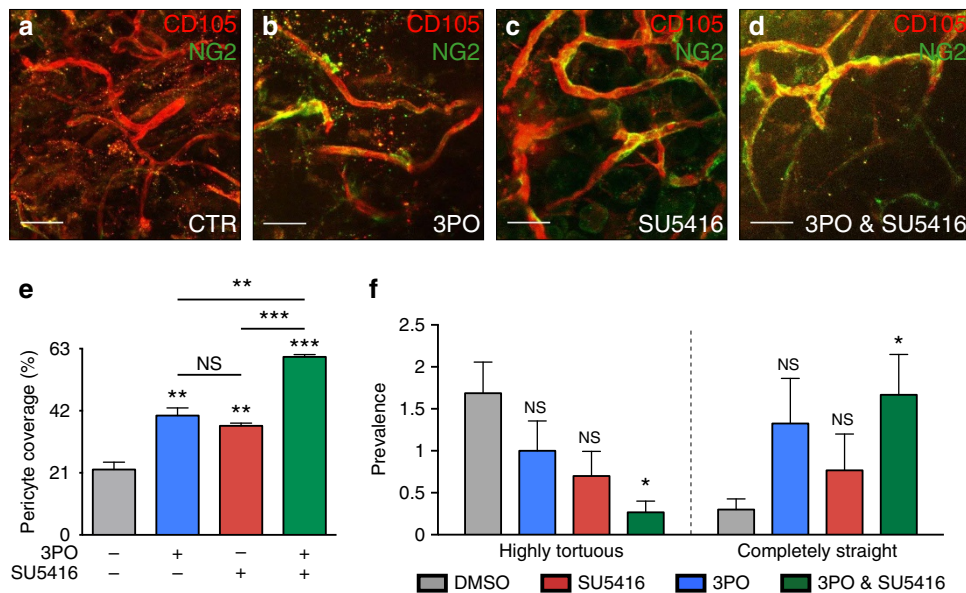 a CD105 NG2 CTR
b CD105 NG2 3PO
c CD105 NG2 SU5416
d CD105 NG2 3PO & SU5416
e
**
***
***
NS
**
**
Pericyte coverage (%)
63
42
21
0
3PO – + – +
SU5416 – – + +
f
Prevalence
2.5
2
1.5
1
0.5
0
NS
NS
*
NS
NS
*
Highly tortuous Completely straight
DMSO SU5416 3PO 3PO & SU5416